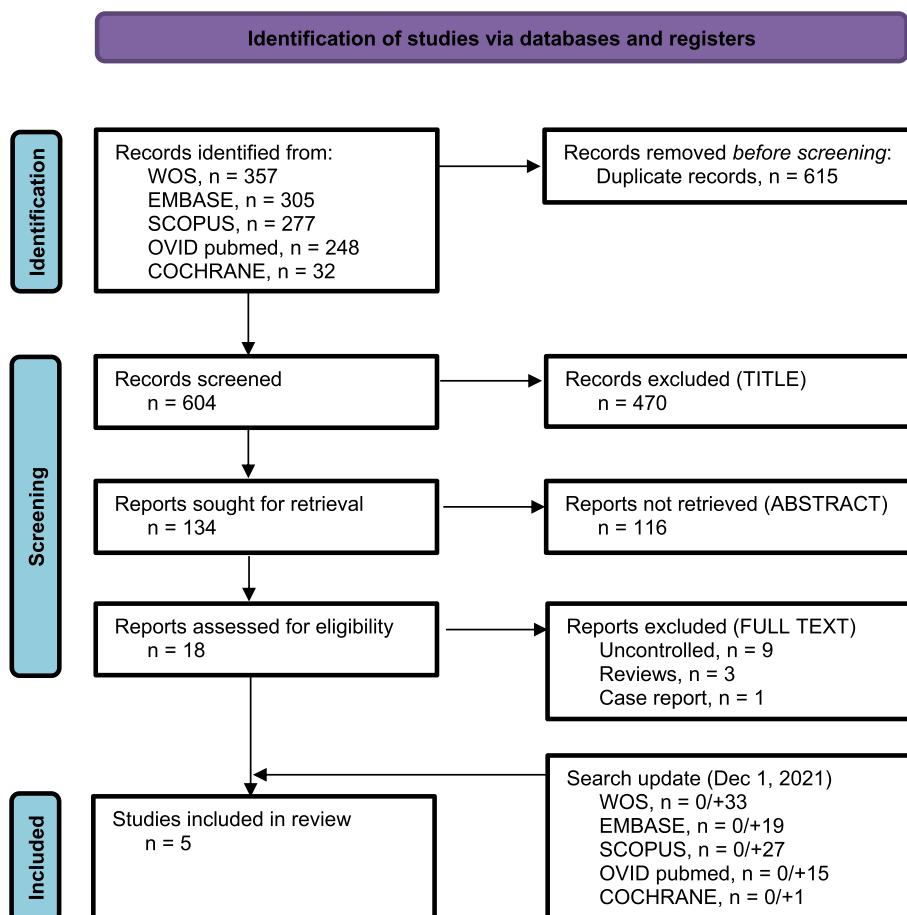 Identification of studies via databases and registers
Identification
Records identified from:
WOS, n = 357
EMBASE, n = 305
SCOPUS, n = 277
OVID pubmed, n = 248
COCHRANE, n = 32
Records removed before screening:
Duplicate records, n = 615
Screening
Records screened
n = 604
Records excluded (TITLE)
n = 470
Reports sought for retrieval
n = 134
Reports not retrieved (ABSTRACT)
n = 116
Reports assessed for eligibility
n = 18
Reports excluded (FULL TEXT)
Uncontrolled, n = 9
Reviews, n = 3
Case report, n = 1
Included
Studies included in review
n = 5
Search update (Dec 1, 2021)
WOS, n = 0/+33
EMBASE, n = 0/+19
SCOPUS, n = 0/+27
OVID pubmed, n = 0/+15
COCHRANE, n = 0/+1